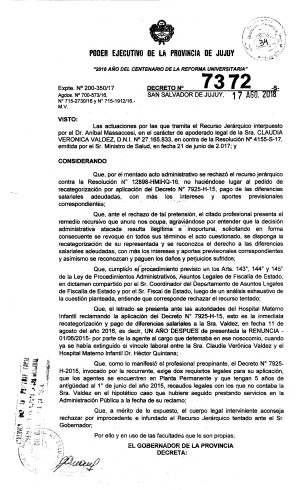 PODER EJECUTIVO DE LA PROVINCIA DE JUJUY
"2018 AÑO DEL CENTENARIO DE LA REFORMA UNIVERSITARIA"
Expte. Nº 200-350/17
DECRETO Nº 7372 -S-
Agdos. Nº 700-873/16,
SAN SALVADOR DE JUJUY, 17 AGO. 2018
Nº 715-2730/16 y Nº 715-1912/16.-
M.V.
VISTO:
Las actuaciones por las que tramita el Recurso Jerárquico interpuesto
por el Dr. Aníbal Massaccesi, en el carácter de apoderado legal de la Sra. CLAUDIA
VERONICA VALDEZ, D.N.I. Nº 27.185.833, en contra de la Resolución Nº 4155-S-17,
emitida por el Sr. Ministro de Salud, en fecha 21 de junio de 2.017; y
CONSIDERANDO
Que, por el mentado acto administrativo se rechazó el recurso jerárquico
contra la Resolución Nº 12898-HMIHQ-16, no haciéndose lugar al pedido de
recategorización por aplicación del Decreto Nº 7925-H-15, pago de las diferencias
salariales adeudadas, con más los intereses y aportes previsionales
correspondientes;
Que, ante el rechazo de tal pretensión, el citado profesional presenta el
remedio recursivo que ahora nos ocupa, agraviándose por entender que la decisión
administrativa atacada resulta ilegítima e inoportuna, solicitando en forma
consecuente se revoque en todos sus términos el acto cuestionado, se disponga la
recategorización de su representada y se reconozca el derecho a las diferencias
salariales adeudadas, con más los intereses y aportes previsionales correspondientes
y asimismo se reconozcan y paguen los daños y perjuicios sufridos;
Que, cumplido el procedimiento previsto en los Arts. 143°, 144° y 145°
de la Ley de Procedimientos Administrativos, Asuntos Legales de Fiscalía de Estado,
en dictamen compartido por el Sr. Coordinador del Departamento de Asuntos Legales
de Fiscalía de Estado y por el Sr. Fiscal de Estado, luego de un análisis exhaustivo de
la cuestión planteada, entiende que corresponde rechazar el recurso tentado;
Que, el letrado se presenta ante las autoridades del Hospital Materno
Infantil reclamando la aplicación del Decreto Nº 7925-H-15, esto es la inmediata
recategorización y pago de diferencias salariales a la Sra. Valdez, en fecha 11 de
agosto del año 2016, es decir, UN AÑO DESPUÉS de presentada la RENUNCIA -
01/06/2015- por parte de la agente al cargo que detentaba en ese nosocomio, cuando
ya se había extinguido el vínculo laboral entre la Sra. Claudia Verónica Valdez y el
Hospital Materno Infantil Dr. Héctor Quintana;
Que, como lo manifestó el profesional preopinante, el Decreto Nº 7925-
H-2015, invocado por la recurrente, exige dos requisitos legales para su aplicación,
que los agentes se encuentren en Planta Permanente y que tengan 5 años de
antigüedad al 1° de junio del año 2015, recaudos legales con los que no contaba la
Sra. Valdez en el hipotético caso que hubiera seguido prestando servicios en la
Administración Pública a la fecha de su reclamo;
Que, a mérito de lo expuesto, el cuerpo legal interviniente aconseja
rechazar por improcedente e infundado el Recurso Jerárquico tentado ante el Sr.
Gobernador;
Por ello y en uso de las facultades que le son propias;
EL GOBERNADOR DE LA PROVINCIA
DECRETA: